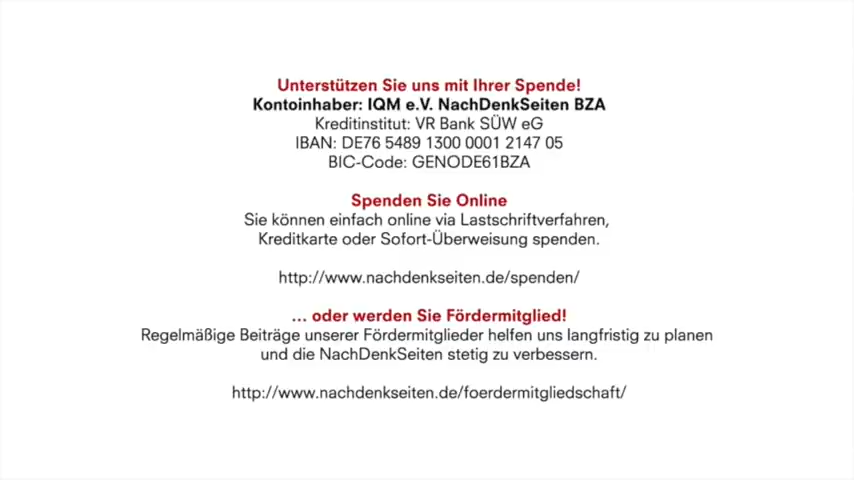 Unterstützen Sie uns mit Ihrer Spende!
Kontoinhaber: IQM e.V. NachDenkSeiten BZA
Kreditinstitut: VR Bank SÜW eG
IBAN: DE76 5489 1300 0001 2147 05
BIC-Code: GENODE61BZA
Spenden Sie Online
Sie können einfach online via Lastschriftverfahren,
Kreditkarte oder Sofort-Überweisung spenden.
http://www.nachdenkseiten.de/spenden/
... oder werden Sie Fördermitglied!
Regelmäßige Beiträge unserer Fördermitglieder helfen uns langfristig zu planen
und die NachDenkSeiten stetig zu verbessern.
http://www.nachdenkseiten.de/foerdermitgliedschaft/